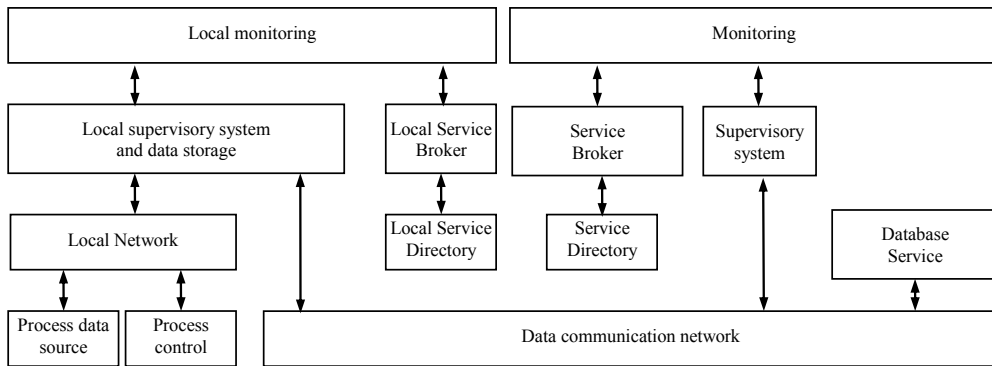 Local monitoring
Monitoring
Local supervisory system
and data storage
Local Service
Broker
Service
Broker
Supervisory
system
Local Network
Local Service
Directory
Service
Directory
Database
Service
Process data
source
Process
control
Data communication network